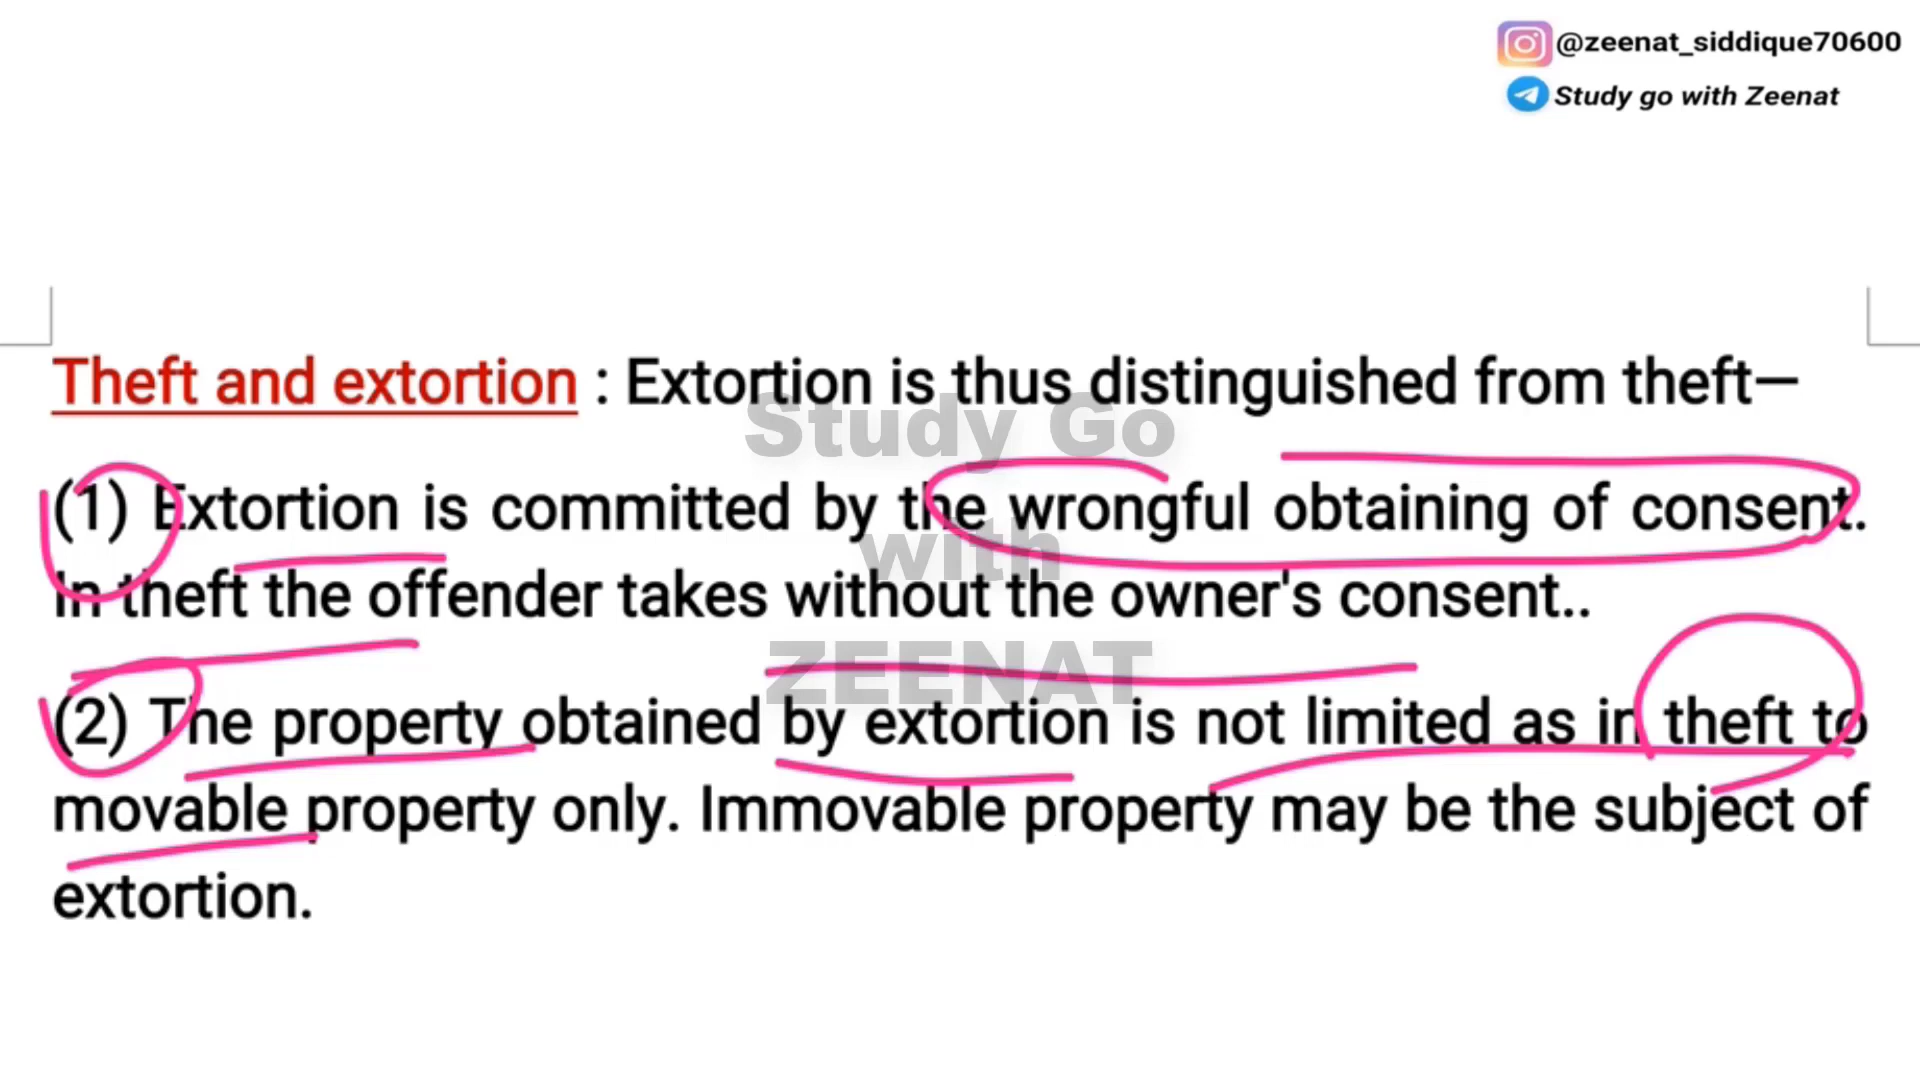 @zeenat_siddique70600
Study go with Zeenat
Theft and extortion : Extortion is thus distinguished from theft—
Study Go
(1) Extortion is committed by the wrongful obtaining of consent.
with
In theft the offender takes without the owner's consent..
ZEENAT
(2) The property obtained by extortion is not limited as in theft to
movable property only. Immovable property may be the subject of
extortion.